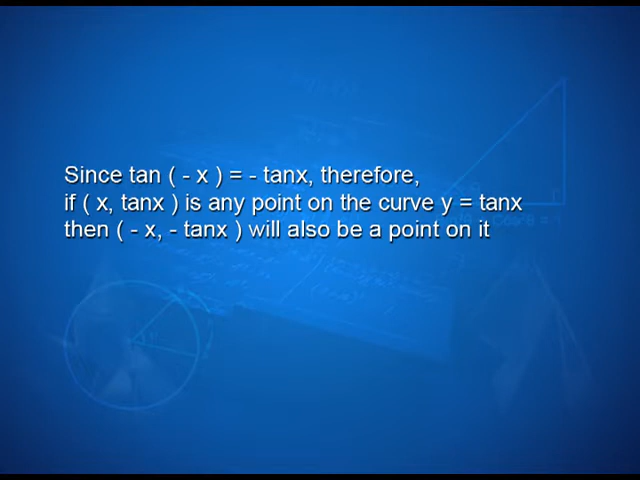 Since tan ( - x ) = - tanx, therefore,
if ( x, tanx ) is any point on the curve y = tanx
then ( - x, - tanx ) will also be a point on it